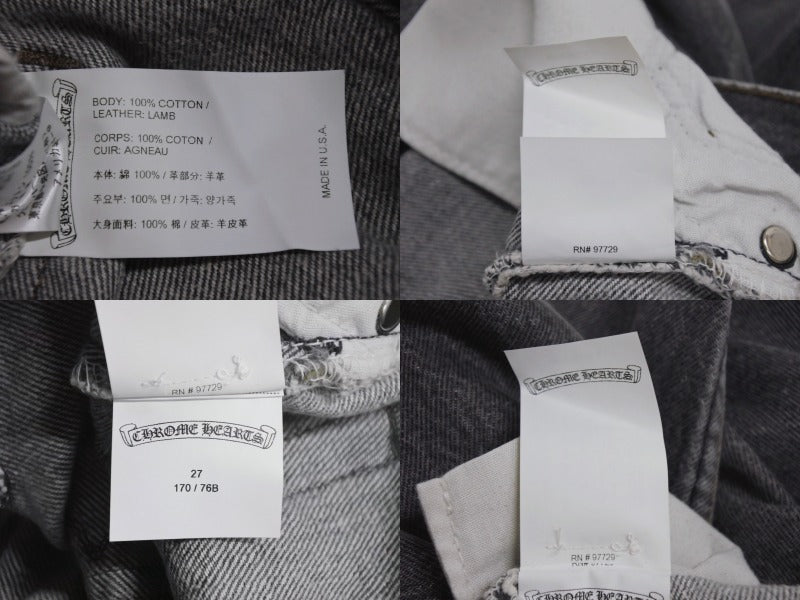 CHROME HEARTS
BODY: 100% COTTON /
LEATHER: LAMB
CORPS: 100% COTON /
CUIR: AGNEAU
本体: 綿 100% / 革部分: 羊革
주요부: 100% 면 / 가죽: 양가죽
大身面料: 100% 棉 / 皮革: 羊皮革
MADE IN U.S.A.
CHROME HEARTS
RN# 97729
RN # 97729
CHROME HEARTS
27
170 / 76B
CHROME HEARTS
RN # 97729
CHROME HEARTS